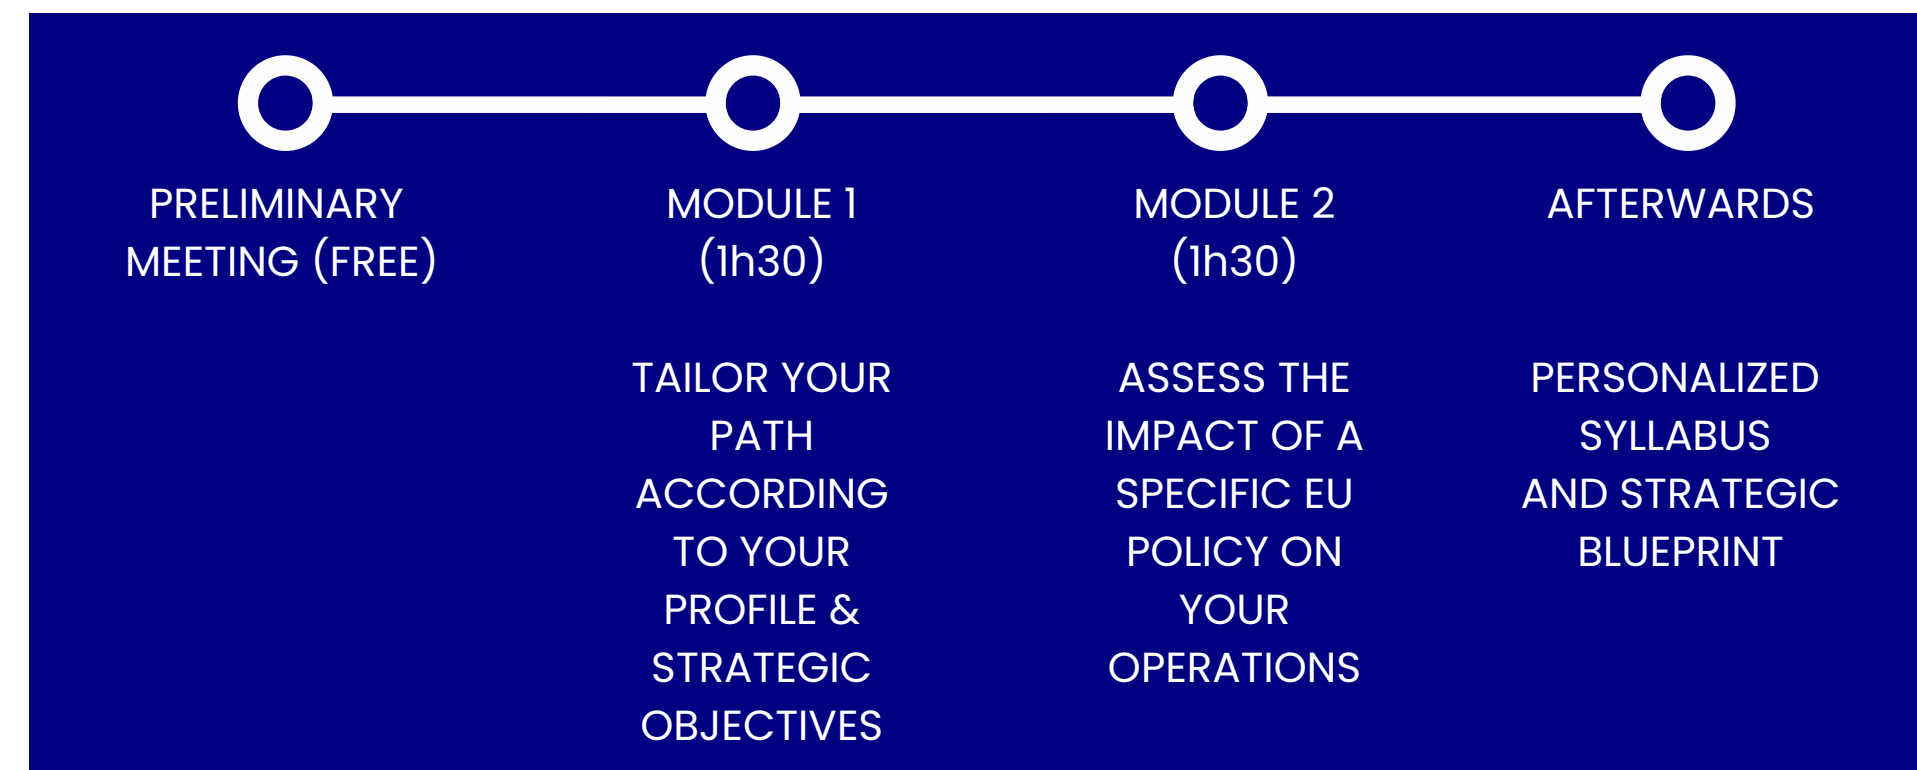 PRELIMINARY
MEETING (FREE)
MODULE 1
(1h30)
TAILOR YOUR
PATH
ACCORDING
TO YOUR
PROFILE &
STRATEGIC
OBJECTIVES
MODULE 2
(1h30)
ASSESS THE
IMPACT OF A
SPECIFIC EU
POLICY ON
YOUR
OPERATIONS
AFTERWARDS
PERSONALIZED
SYLLABUS
AND STRATEGIC
BLUEPRINT